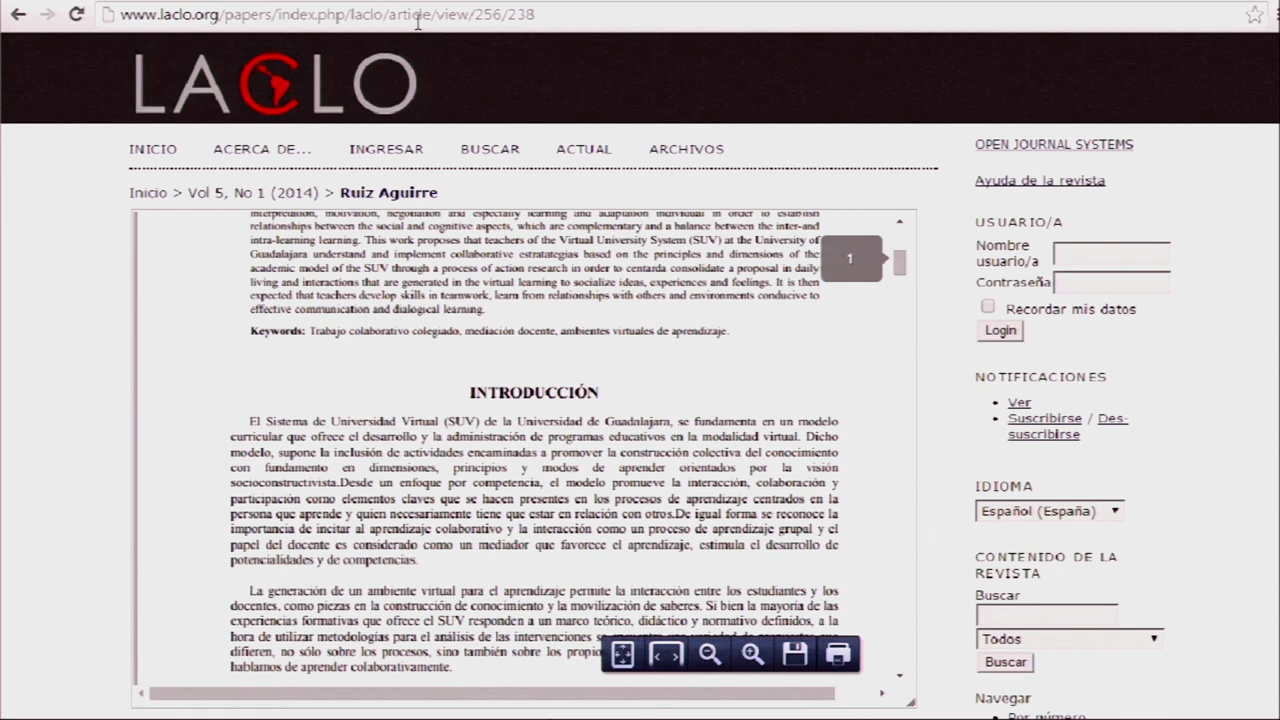 www.laclo.org/papers/index.php/laclo/article/view/256/238
LACLO
INICIO ACERCA DE... INGRESAR BUSCAR ACTUAL ARCHIVOS
Inicio > Vol 5, No 1 (2014) > Ruiz Aguirre
interpretation, motivation, negotiation and especially learning and adaptation individual in order to establish
relationships between the social and cognitive aspects, which are complementary and a balance between the inter-and
intra-learning learning. This work proposes that teachers of the Virtual University System (SUV) at the University of
Guadalajara understand and implement collaborative estratategias based on the principles and dimensions of the
academic model of the SUV through a process of action research in order to centarda consolidate a proposal in daily
living and interactions that are generated in the virtual learning to socialize ideas, experiences and feelings. It is then
expected that teachers develop skills in teamwork, learn from relationships with others and environments conducive to
effective communication and dialogical learning.
1
Keywords: Trabajo colaborativo colegiado, mediación docente, ambientes virtuales de aprendizaje.
INTRODUCCIÓN
El Sistema de Universidad Virtual (SUV) de la Universidad de Guadalajara, se fundamenta en un modelo
curricular que ofrece el desarrollo y la administración de programas educativos en la modalidad virtual. Dicho
modelo, supone la inclusión de actividades encaminadas a promover la construcción colectiva del conocimiento
con fundamento en dimensiones, principios y modos de aprender orientados por la visión
socioconstructivista.Desde un enfoque por competencia, el modelo promueve la interacción, colaboración y
participación como elementos claves que se hacen presentes en los procesos de aprendizaje centrados en la
persona que aprende y quien necesariamente tiene que estar en relación con otros.De igual forma se reconoce la
importancia de incitar al aprendizaje colaborativo y la interacción como un proceso de aprendizaje grupal y el
papel del docente es considerado como un mediador que favorece el aprendizaje, estimula el desarrollo de
potencialidades y de competencias.
La generación de un ambiente virtual para el aprendizaje permite la interacción entre los estudiantes y los
docentes, como piezas en la construcción de conocimiento y la movilización de saberes. Si bien la mayoría de las
experiencias formativas que ofrece el SUV responden a un marco teórico, didáctico y normativo definidos, a la
hora de utilizar metodologías para el análisis de las intervenciones se
difieren, no sólo sobre los procesos, sino también sobre los propio
hablamos de aprender colaborativamente.
OPEN JOURNAL SYSTEMS
Ayuda de la revista
USUARIO/A
Nombre
usuario/a
Contraseña
Recordar mis datos
Login
NOTIFICACIONES
Ver
Suscribirse / Des-
suscribirse
IDIOMA
Español (España)
CONTENIDO DE LA
REVISTA
Buscar
Todos
Buscar
Navegar
Por número